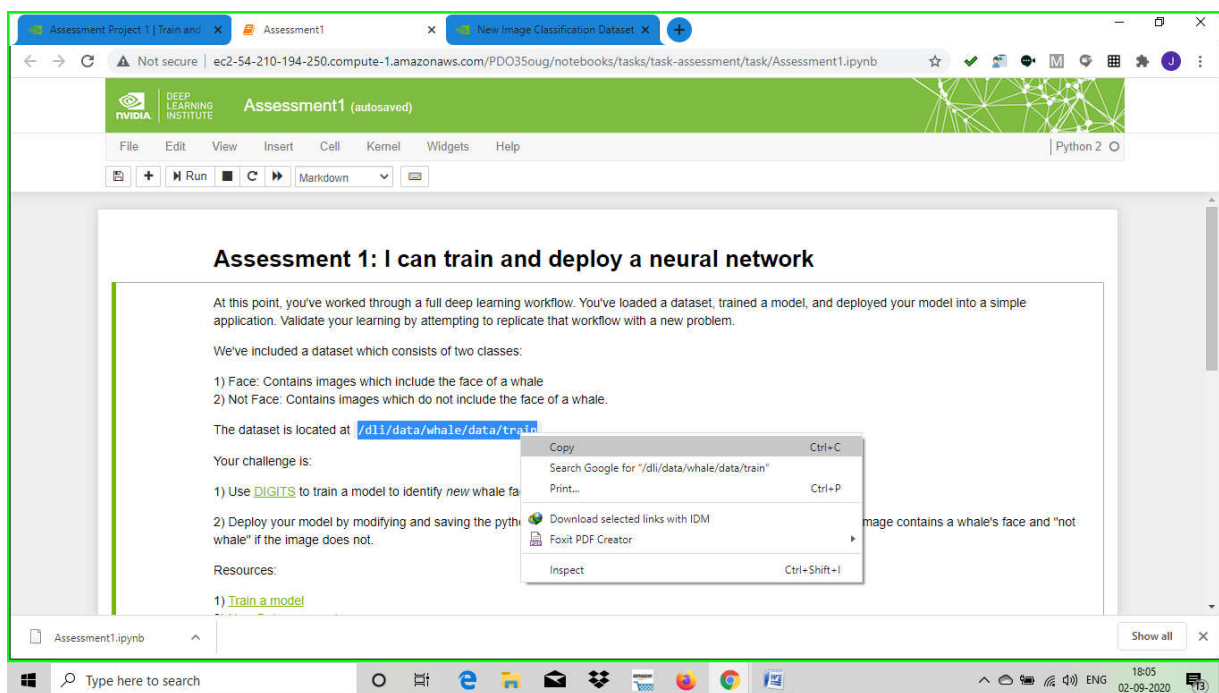 Assessment Project 1 | Train and
Assessment1
New Image Classification Dataset
Not secure | ec2-54-210-194-250.compute-1.amazonaws.com/PDO35oug/notebooks/tasks/task-assessment/task/Assessment1.ipynb
J
NVIDIA.
DEEP
LEARNING
INSTITUTE
Assessment1 (autosaved)
File Edit View Insert Cell Kernel Widgets Help
Python 2
Run
Markdown
Assessment 1: I can train and deploy a neural network
At this point, you've worked through a full deep learning workflow. You've loaded a dataset, trained a model, and deployed your model into a simple
application. Validate your learning by attempting to replicate that workflow with a new problem.
We've included a dataset which consists of two classes:
1) Face: Contains images which include the face of a whale
2) Not Face: Contains images which do not include the face of a whale.
The dataset is located at /dli/data/whale/data/train
Your challenge is:
1) Use DIGITS to train a model to identify new whale fa
2) Deploy your model by modifying and saving the pyth mage contains a whale's face and "not
whale" if the image does not.
Resources:
1) Train a model
Copy Ctrl+C
Search Google for "/dli/data/whale/data/train"
Print... Ctrl+P
Download selected links with IDM
Foxit PDF Creator
Inspect Ctrl+Shift+I
Assessment1.ipynb
Show all
Type here to search
ENG
18:05
02-09-2020